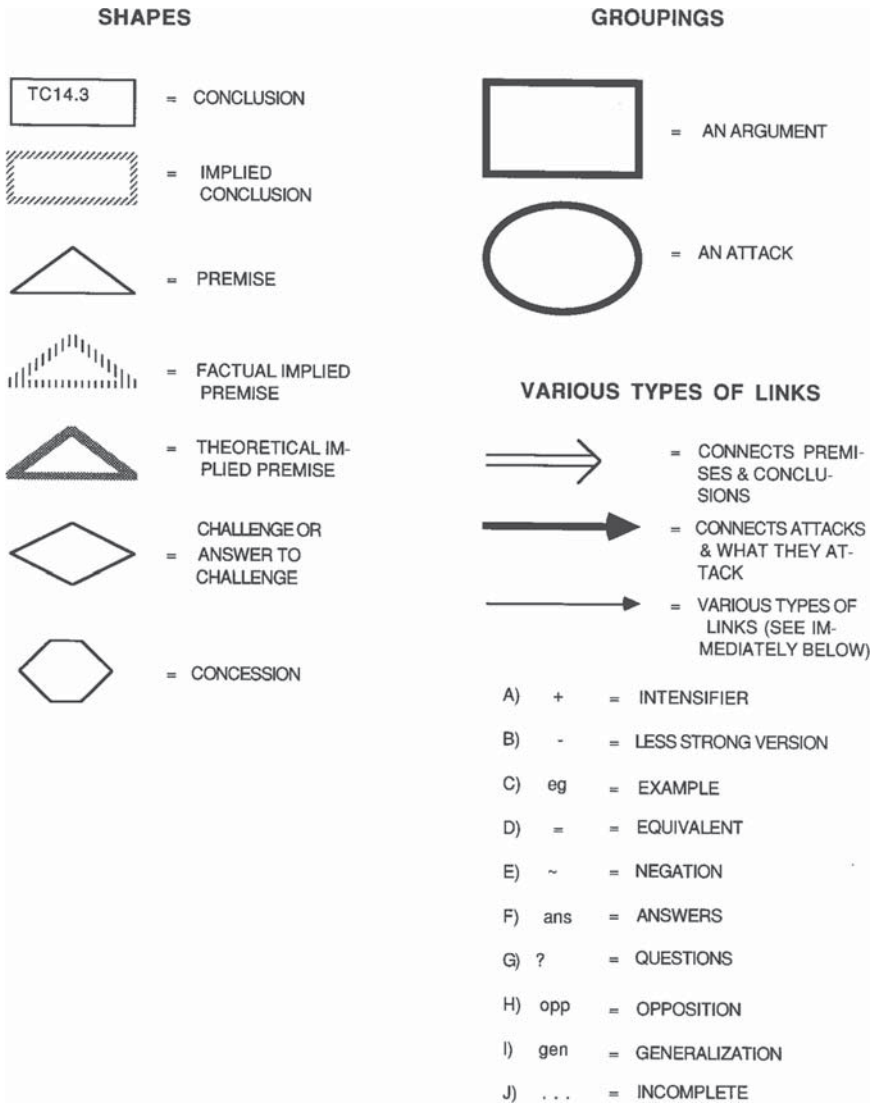 SHAPES
TC14.3
= CONCLUSION
= IMPLIED
CONCLUSION
= PREMISE
= FACTUAL IMPLIED
PREMISE
= THEORETICAL IM-
PLIED PREMISE
CHALLENGE OR
= ANSWER TO
CHALLENGE
= CONCESSION
GROUPINGS
= AN ARGUMENT
= AN ATTACK
VARIOUS TYPES OF LINKS
= CONNECTS PREMI-
SES & CONCLU-
SIONS
= CONNECTS ATTACKS
& WHAT THEY AT-
TACK
= VARIOUS TYPES OF
LINKS (SEE IM-
MEDIATELY BELOW)
A) + = INTENSIFIER
B) - = LESS STRONG VERSION
C) eg = EXAMPLE
D) = = EQUIVALENT
E) ~ = NEGATION
F) ans = ANSWERS
G) ? = QUESTIONS
H) opp = OPPOSITION
I) gen = GENERALIZATION
J) . . . = INCOMPLETE